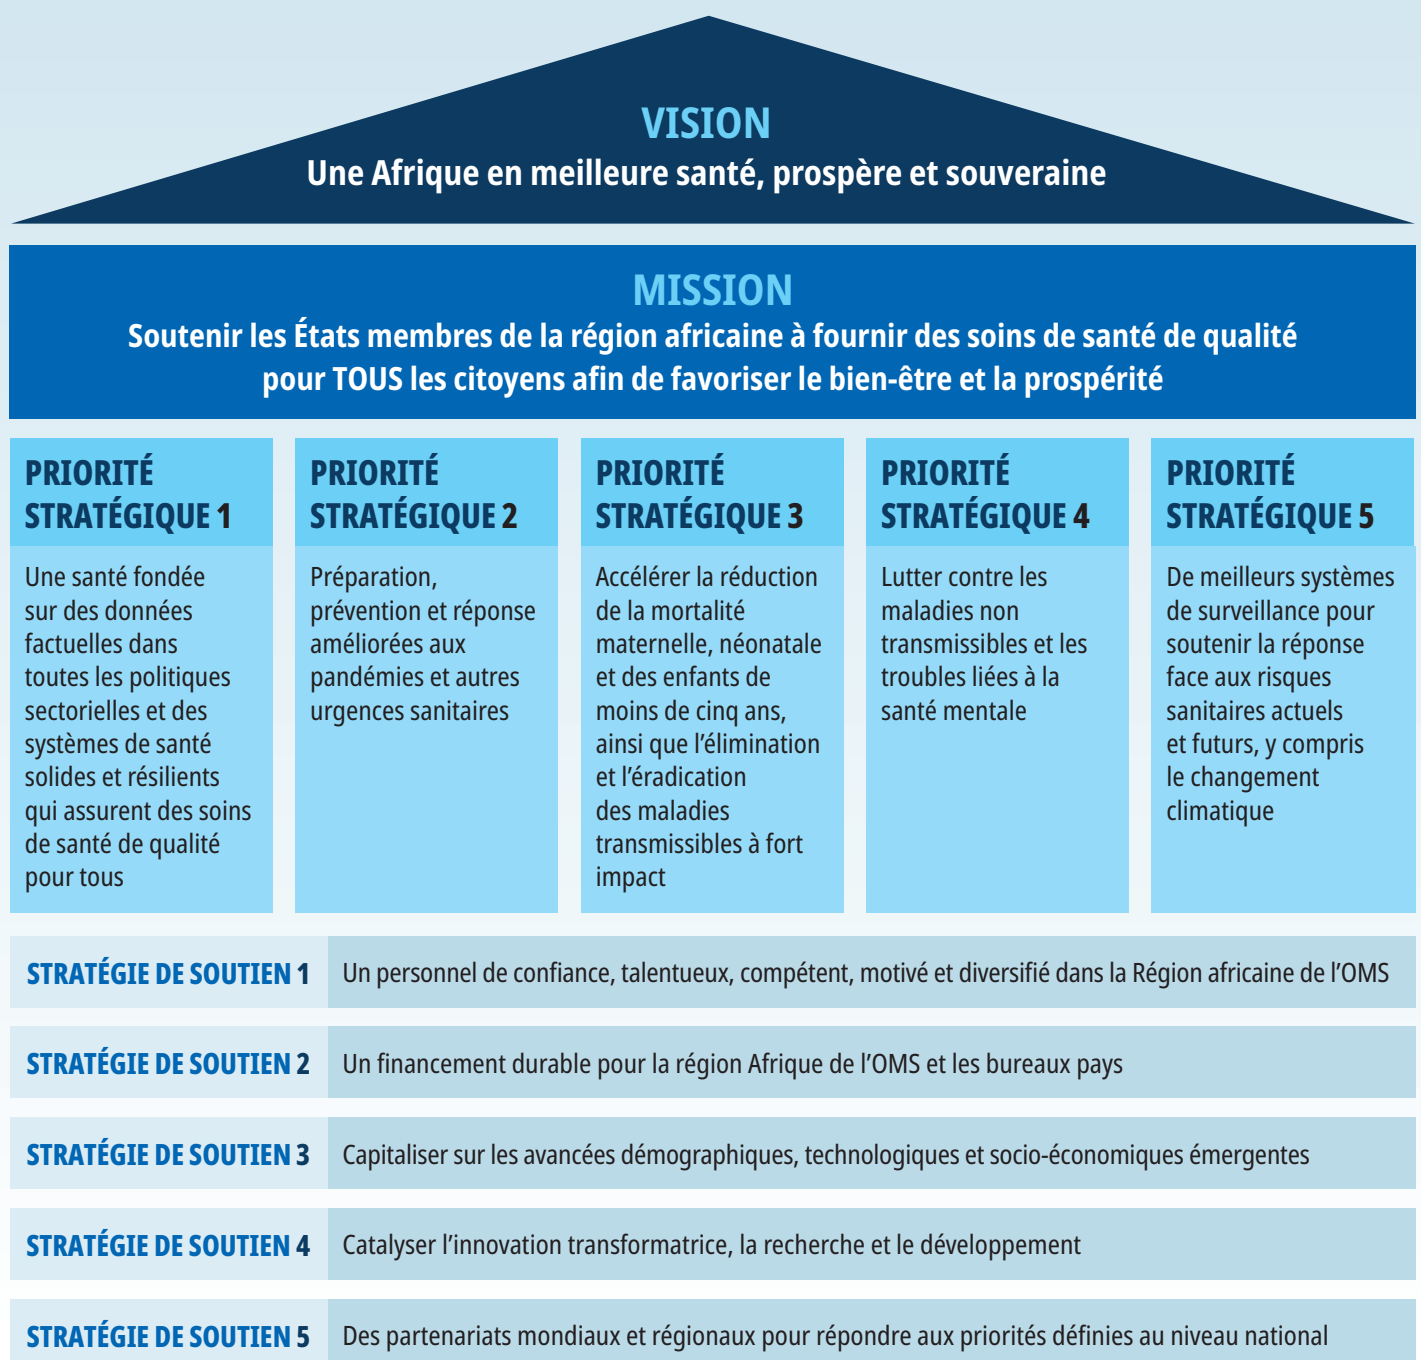 VISION
Une Afrique en meilleure santé, prospère et souveraine
MISSION
Soutenir les États membres de la région africaine à fournir des soins de santé de qualité
pour TOUS les citoyens afin de favoriser le bien-être et la prospérité
PRIORITÉ
STRATÉGIQUE 1
Une santé fondée
sur des données
factuelles dans
toutes les politiques
sectorielles et des
systèmes de santé
solides et résilients
qui assurent des soins
de santé de qualité
pour tous
PRIORITÉ
STRATÉGIQUE 2
Préparation,
prévention et réponse
améliorées aux
pandémies et autres
urgences sanitaires
PRIORITÉ
STRATÉGIQUE 3
Accélérer la réduction
de la mortalité
maternelle, néonatale
et des enfants de
moins de cinq ans,
ainsi que l’élimination
et l’éradication
des maladies
transmissibles à fort
impact
PRIORITÉ
STRATÉGIQUE 4
Lutter contre les
maladies non
transmissibles et les
troubles liées à la
santé mentale
PRIORITÉ
STRATÉGIQUE 5
De meilleurs systèmes
de surveillance pour
soutenir la réponse
face aux risques
sanitaires actuels
et futurs, y compris
le changement
climatique
STRATÉGIE DE SOUTIEN 1 Un personnel de confiance, talentueux, compétent, motivé et diversifié dans la Région africaine de l’OMS
STRATÉGIE DE SOUTIEN 2 Un financement durable pour la région Afrique de l’OMS et les bureaux pays
STRATÉGIE DE SOUTIEN 3 Capitaliser sur les avancées démographiques, technologiques et socio-économiques émergentes
STRATÉGIE DE SOUTIEN 4 Catalyser l’innovation transformatrice, la recherche et le développement
STRATÉGIE DE SOUTIEN 5 Des partenariats mondiaux et régionaux pour répondre aux priorités définies au niveau national